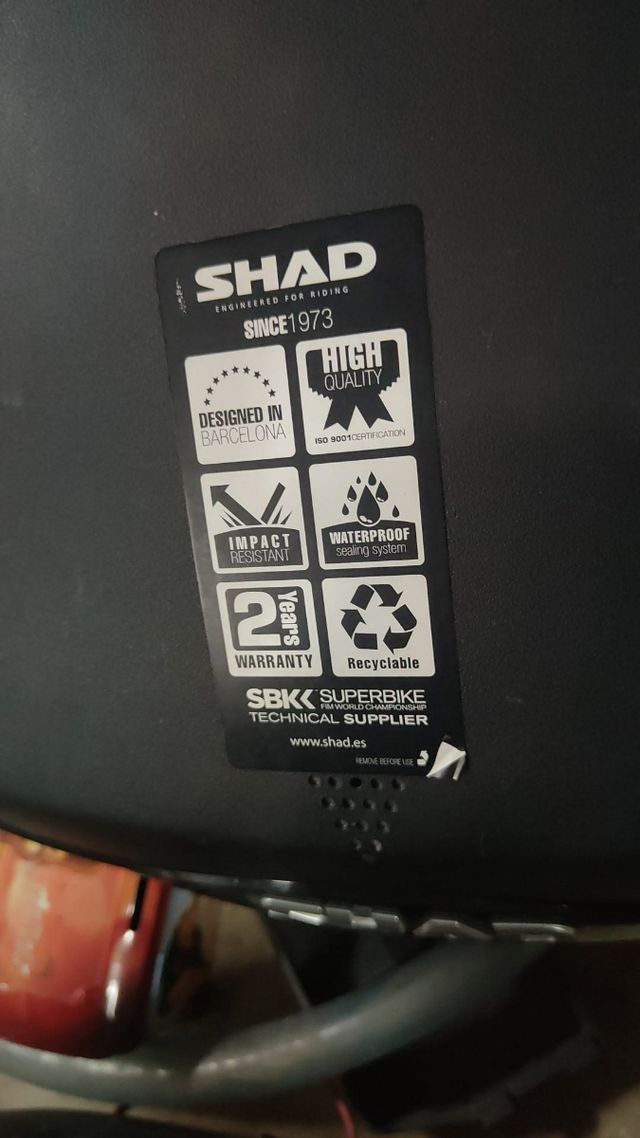 SHAD
ENGINEERED FOR RIDING
SINCE1973
DESIGNED IN
BARCELONA
HIGH
QUALITY
ISO 9001CERTIFICATION
IMPACT
RESISTANT
WATERPROOF
sealing system
2 Years
WARRANTY
Recyclable
SBK SUPERBIKE
FIM WORLD CHAMPIONSHIP
TECHNICAL SUPPLIER
www.shad.es
REMOVE BEFORE USE
SHAD